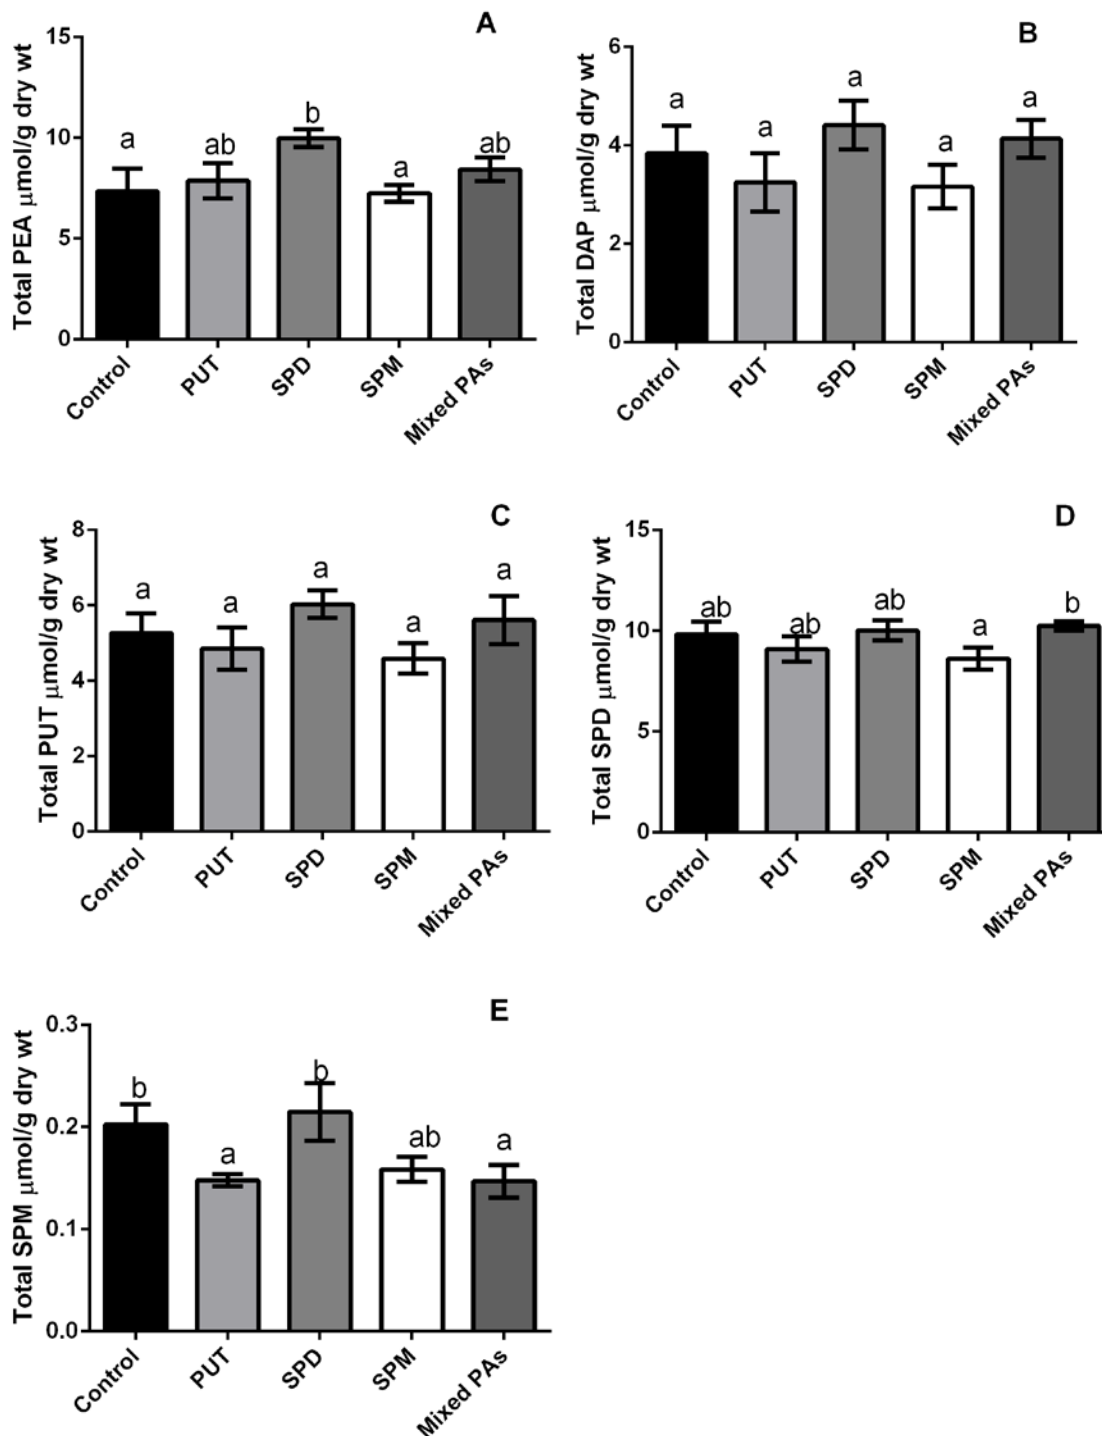 A
Total PEA μmol/g dry wt
15
10
5
0
a
ab
b
a
ab
Control
PUT
SPD
SPM
Mixed PAs
B
Total DAP μmol/g dry wt
6
4
2
0
a
a
a
a
a
Control
PUT
SPD
SPM
Mixed PAs
C
Total PUT μmol/g dry wt
8
6
4
2
0
a
a
a
a
a
Control
PUT
SPD
SPM
Mixed PAs
D
Total SPD μmol/g dry wt
15
10
5
0
ab
ab
ab
a
b
Control
PUT
SPD
SPM
Mixed PAs
E
Total SPM μmol/g dry wt
0.3
0.2
0.1
0.0
b
a
b
ab
a
Control
PUT
SPD
SPM
Mixed PAs